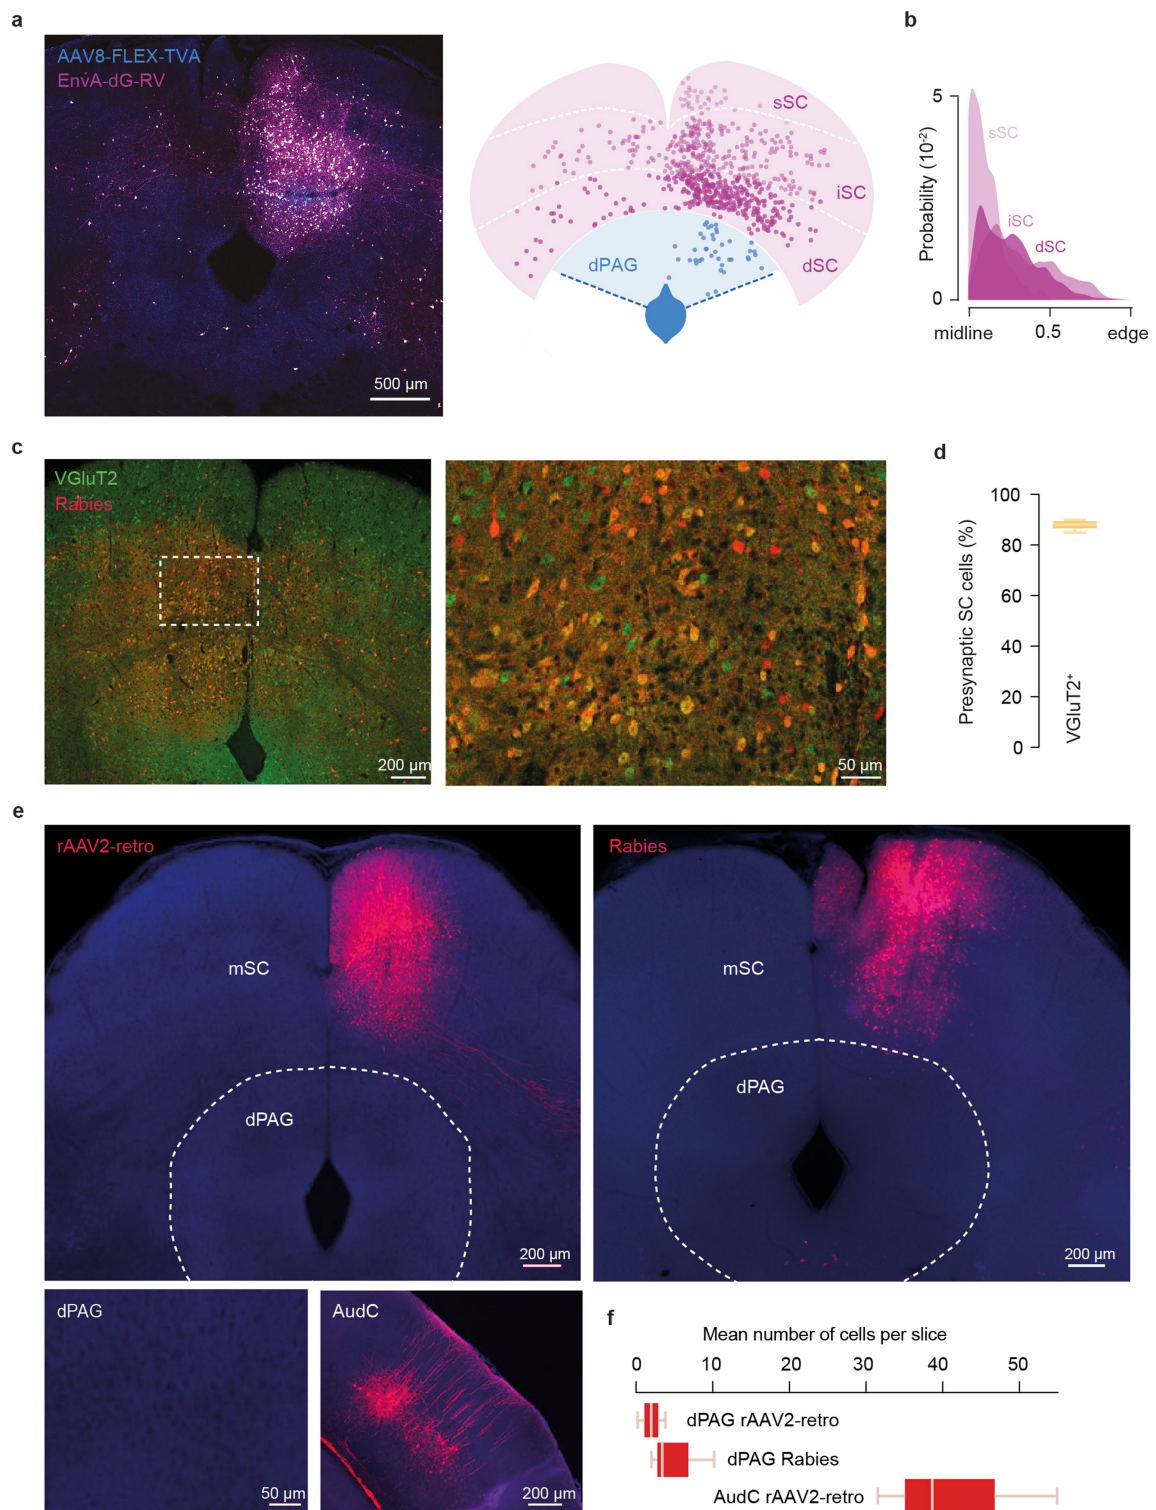 a
AAV8-FLEX-TVA
EnvA-dG-RV
500 µm
sSC
iSC
dSC
dPAG
b
Probability (10⁻²)
5
0
sSC
iSC
dSC
midline
0.5
edge
c
VGluT2
Rabies
200 µm
50 µm
d
Presynaptic SC cells (%)
100
80
60
40
20
0
VGluT2⁺
e
rAAV2-retro
mSC
dPAG
200 µm
Rabies
mSC
dPAG
200 µm
dPAG
50 µm
AudC
200 µm
f
Mean number of cells per slice
0 10 20 30 40 50
dPAG rAAV2-retro
dPAG Rabies
AudC rAAV2-retro